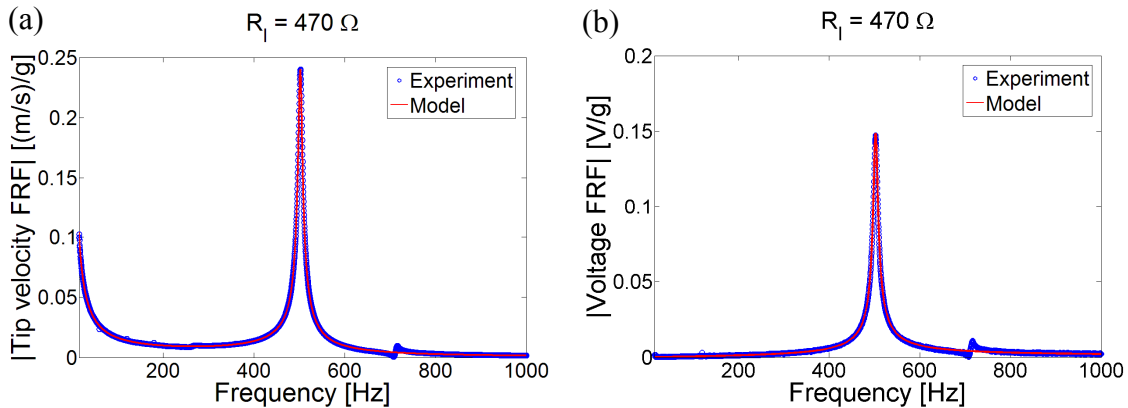 (a)
R_l = 470 Ω
|Tip velocity FRF| [(m/s)/g]
0.25
0.2
0.15
0.1
0.05
0
Experiment
Model
200
400
600
800
1000
Frequency [Hz]
(b)
R_l = 470 Ω
|Voltage FRF| [V/g]
0.2
0.15
0.1
0.05
0
Experiment
Model
200
400
600
800
1000
Frequency [Hz]